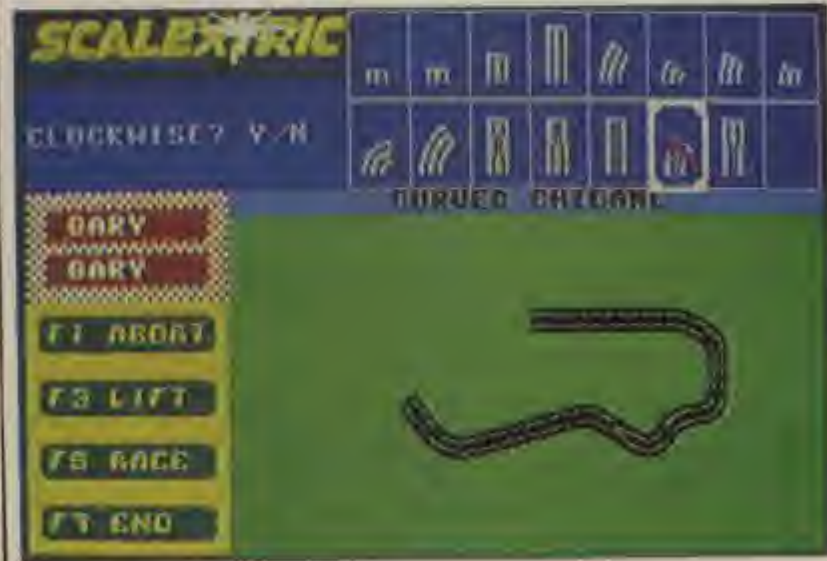 SCALEXTRIC
CLOCKWISE? Y/N
CURVED CHICANE
GARY
GARY
F1 ABORT
F3 LIFT
F5 RACE
F7 END